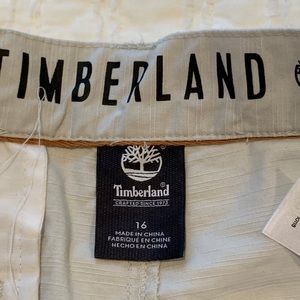 TIMBERLAND
Timberland®
CRAFTED SINCE 1973
16
MADE IN CHINA
FABRIQUÉ EN CHINE
HECHO EN CHINA